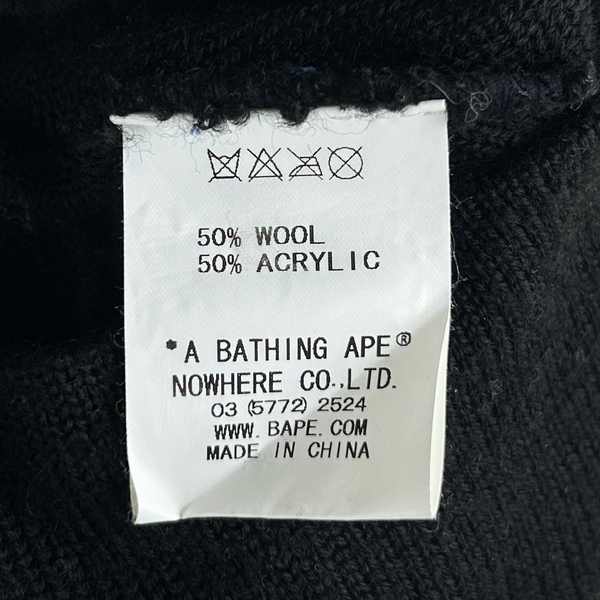 50% WOOL
50% ACRYLIC
*A BATHING APE®
NOWHERE CO.,LTD.
03 (5772) 2524
WWW. BAPE. COM
MADE IN CHINA